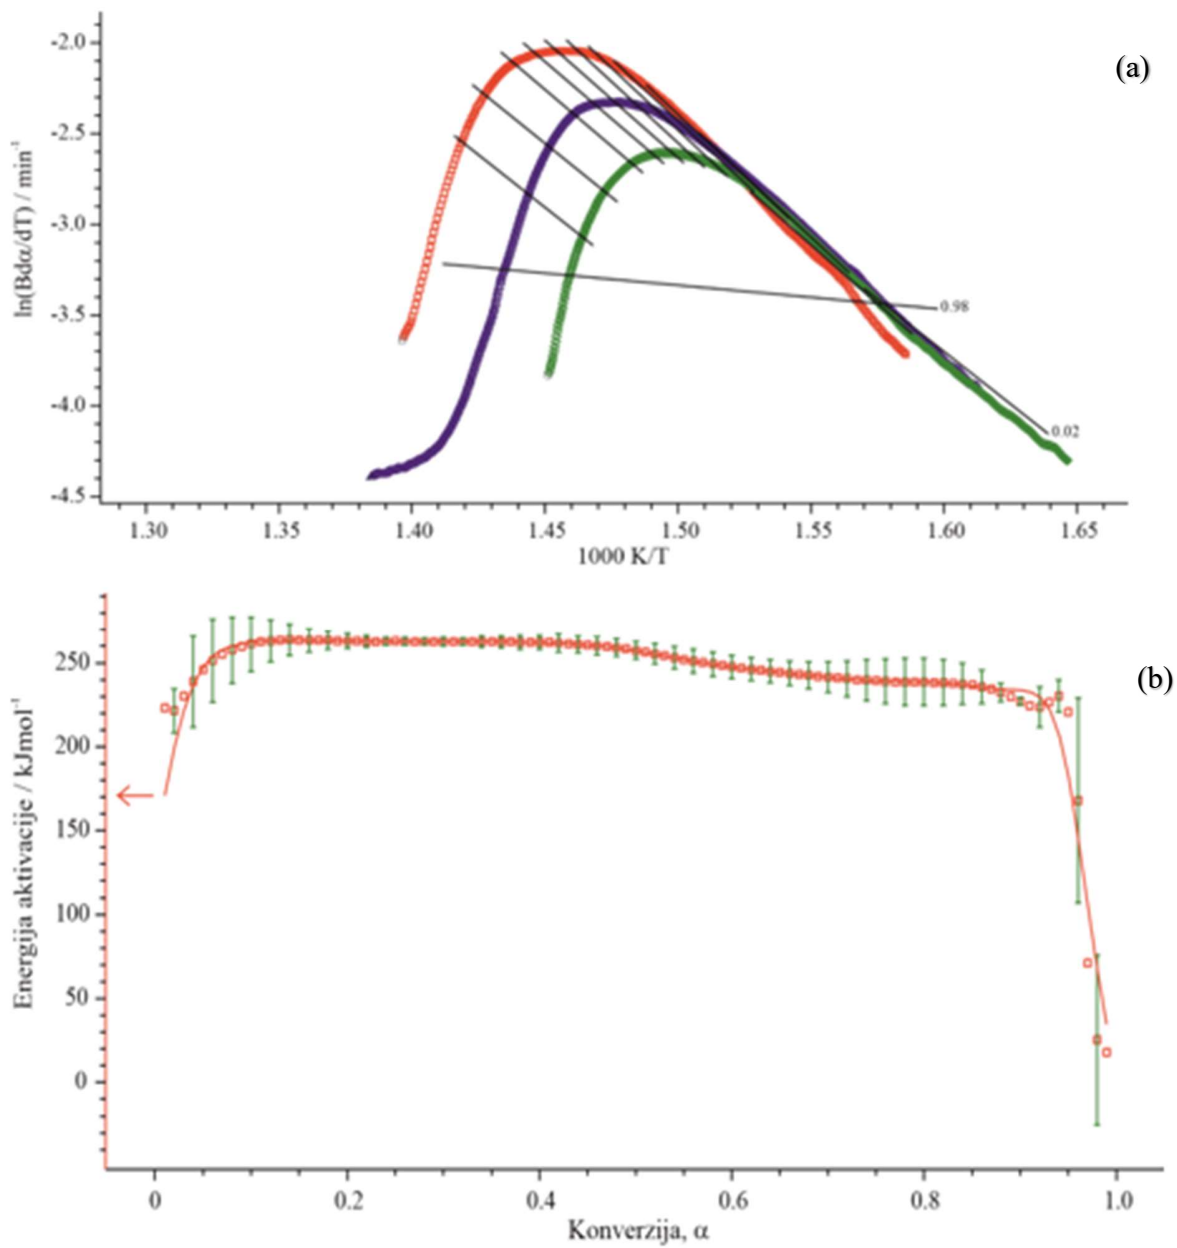 (a)
ln(Bdα/dT) / min⁻¹
-2.0
-2.5
-3.0
-3.5
-4.0
-4.5
0.98
0.02
1.30 1.35 1.40 1.45 1.50 1.55 1.60 1.65
1000 K/T
(b)
Energija aktivacije / kJmol⁻¹
250
200
150
100
50
0
0 0.2 0.4 0.6 0.8 1.0
Konverzija, α